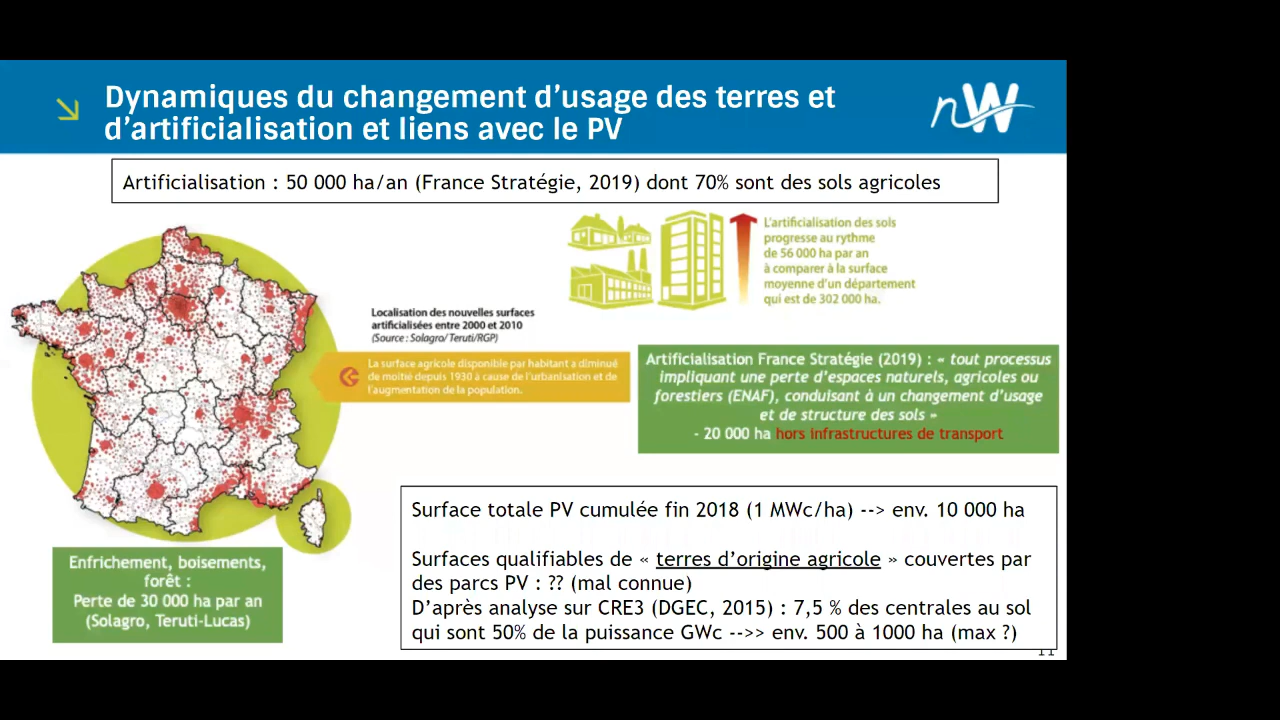 Dynamiques du changement d’usage des terres et
d’artificialisation et liens avec le PV
nW
Artificialisation : 50 000 ha/an (France Stratégie, 2019) dont 70% sont des sols agricoles
L'artificialisation des sols
progresse au rythme
de 56 000 ha par an
à comparer à la surface
moyenne d'un département
qui est de 302 000 ha.
Localisation des nouvelles surfaces
artificialisées entre 2000 et 2010
(Source : Solagro/ Teruti/RGP)
La surface agricole disponible par habitant a diminué
de moitié depuis 1930 à cause de l'urbanisation et de
l'augmentation de la population.
Artificialisation France Stratégie (2019) : « tout processus
impliquant une perte d’espaces naturels, agricoles ou
forestiers (ENAF), conduisant à un changement d’usage
et de structure des sols »
- 20 000 ha hors infrastructures de transport
Enfrichement, boisements,
forêt :
Perte de 30 000 ha par an
(Solagro, Teruti-Lucas)
Surface totale PV cumulée fin 2018 (1 MWc/ha) --> env. 10 000 ha
Surfaces qualifiables de « terres d’origine agricole » couvertes par
des parcs PV : ?? (mal connue)
D’après analyse sur CRE3 (DGEC, 2015) : 7,5 % des centrales au sol
qui sont 50% de la puissance GWc -->> env. 500 à 1000 ha (max ?)
11